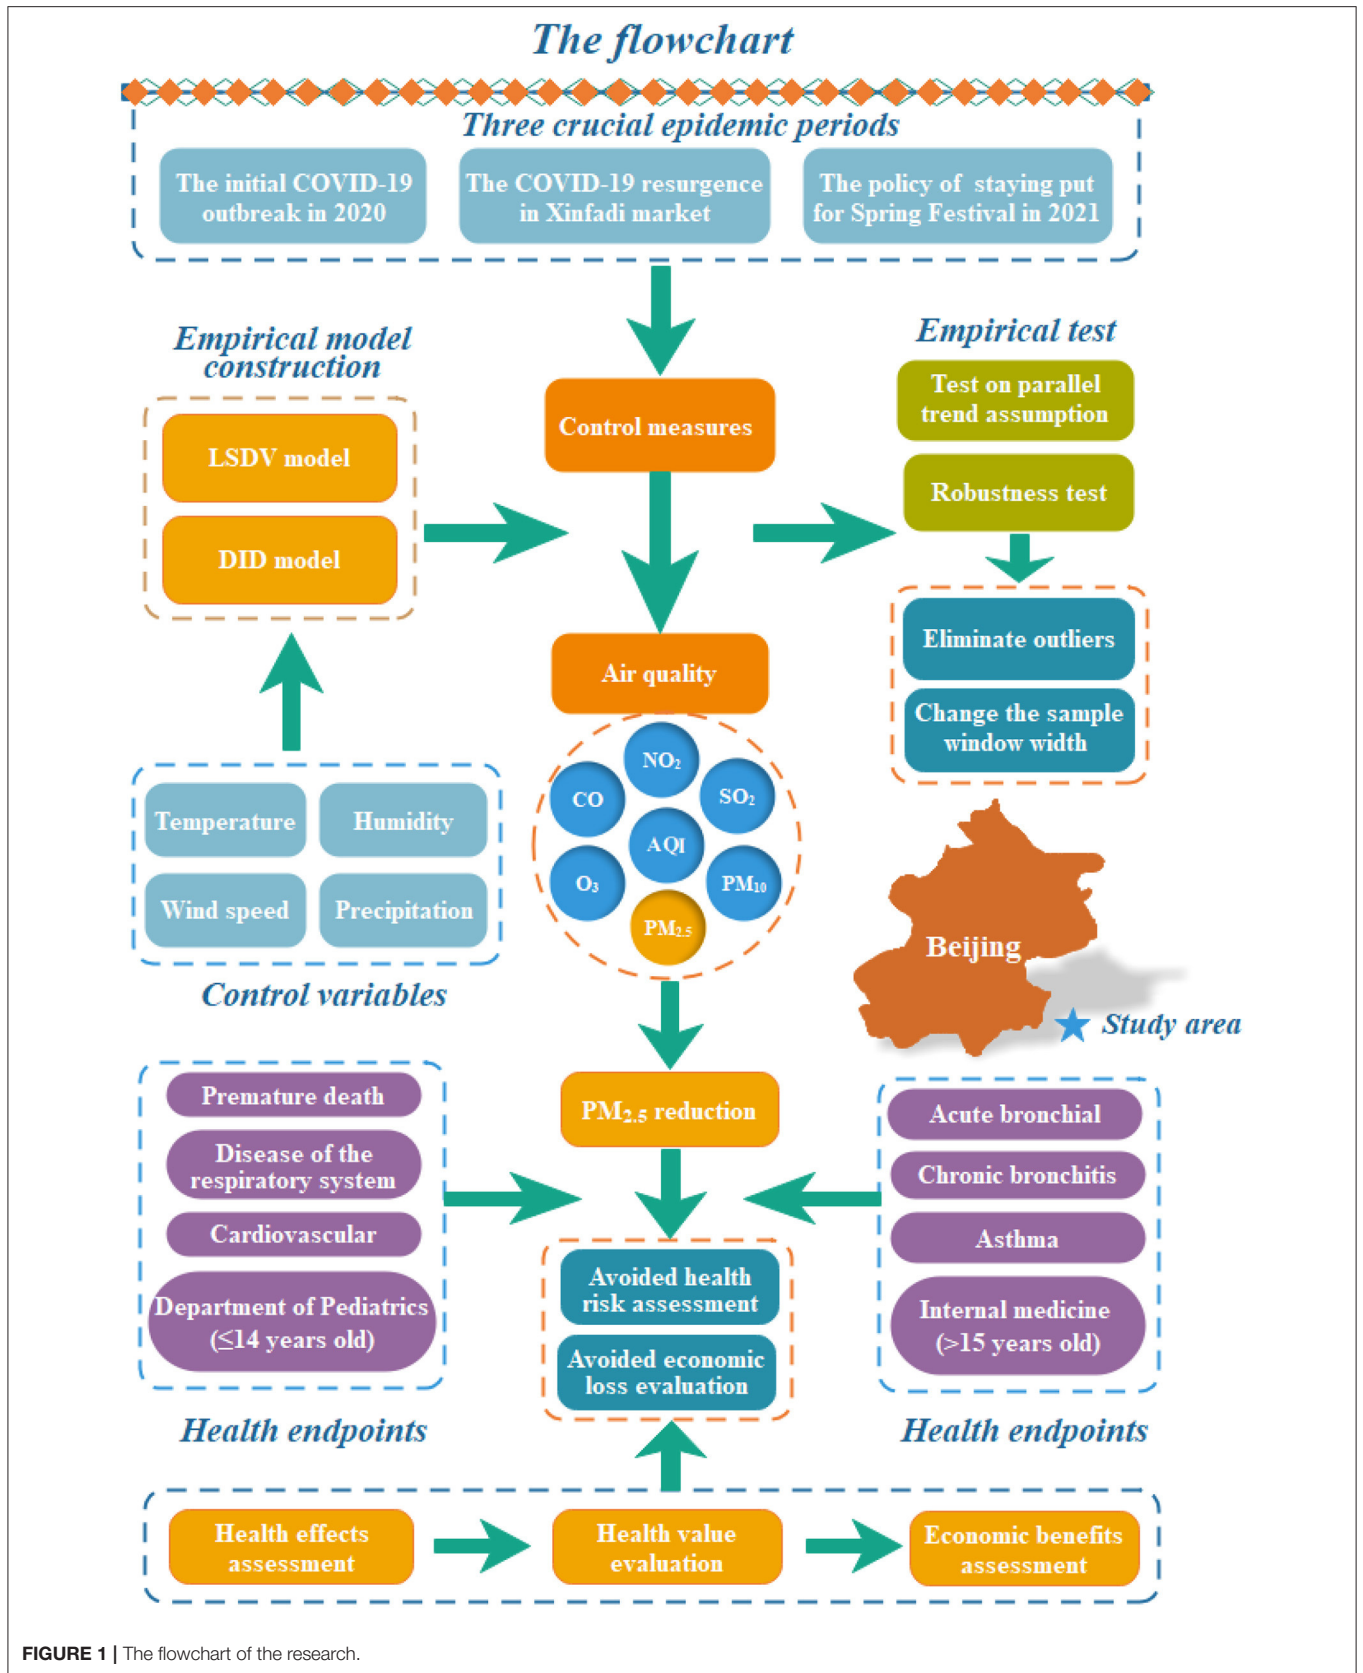 The flowchart
Three crucial epidemic periods
The initial COVID-19
outbreak in 2020
The COVID-19 resurgence
in Xinfadi market
The policy of staying put
for Spring Festival in 2021
Empirical model
construction
LSDV model
DID model
Control measures
Empirical test
Test on parallel
trend assumption
Robustness test
Eliminate outliers
Change the sample
window width
Air quality
NO₂
CO
SO₂
AQI
O₃
PM₁₀
PM₂.₅
Temperature
Humidity
Wind speed
Precipitation
Control variables
Beijing
Study area
PM₂.₅ reduction
Premature death
Disease of the
respiratory system
Cardiovascular
Department of Pediatrics
(≤14 years old)
Health endpoints
Avoided health
risk assessment
Avoided economic
loss evaluation
Acute bronchial
Chronic bronchitis
Asthma
Internal medicine
(>15 years old)
Health endpoints
Health effects
assessment
Health value
evaluation
Economic benefits
assessment
FIGURE 1 | The flowchart of the research.